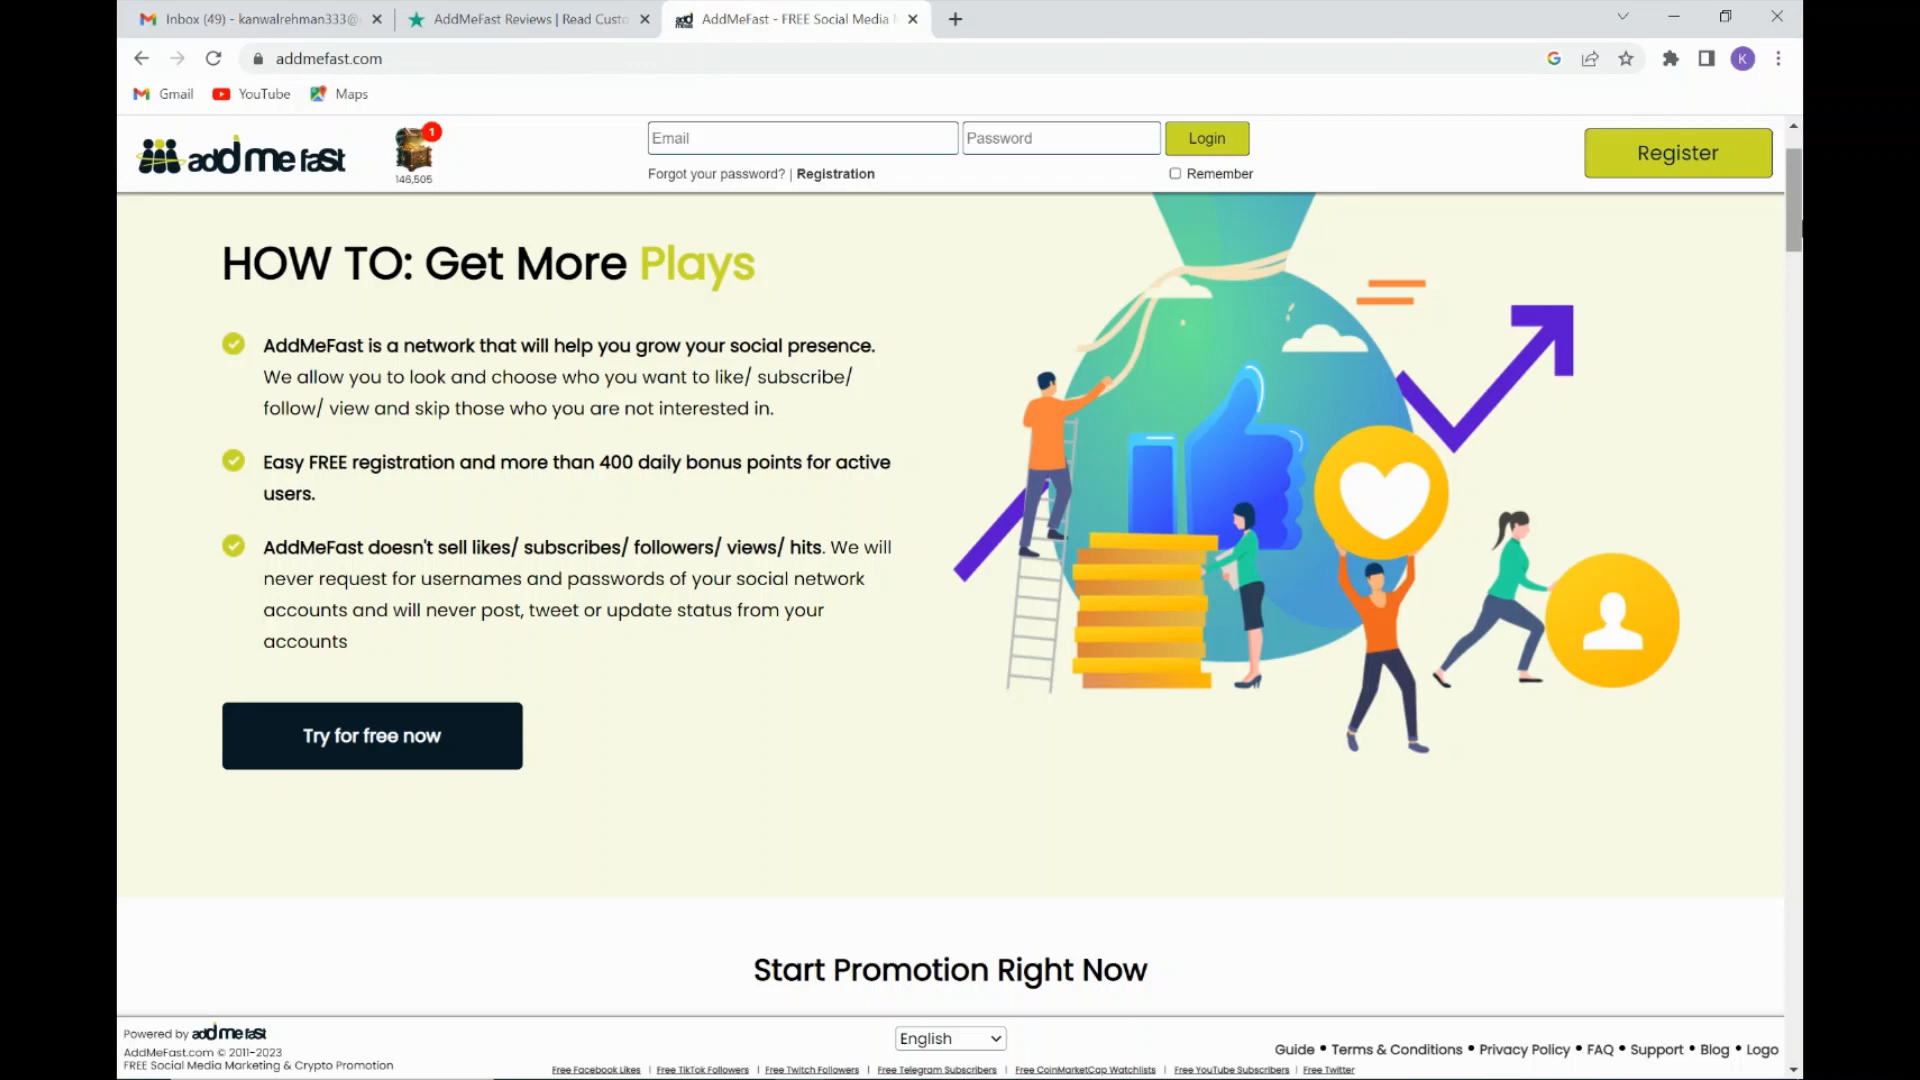 Inbox (49) - kanwalrehman333@
AddMeFast Reviews | Read Custo
AddMeFast - FREE Social Media
addmefast.com
K
Gmail
YouTube
Maps
add me fast
1
146,505
Email
Password
Login
Forgot your password? | Registration
Remember
Register
HOW TO: Get More Plays
AddMeFast is a network that will help you grow your social presence.
We allow you to look and choose who you want to like/ subscribe/
follow/ view and skip those who you are not interested in.
Easy FREE registration and more than 400 daily bonus points for active
users.
AddMeFast doesn't sell likes/ subscribes/ followers/ views/ hits. We will
never request for usernames and passwords of your social network
accounts and will never post, tweet or update status from your
accounts
Try for free now
Start Promotion Right Now
Powered by add me fast
AddMeFast.com © 2011-2023
FREE Social Media Marketing & Crypto Promotion
English
Guide • Terms & Conditions • Privacy Policy • FAQ • Support • Blog • Logo
Free Facebook Likes | Free TikTok Followers | Free Twitch Followers | Free Telegram Subscribers | Free CoinMarketCap Watchlists | Free YouTube Subscribers | Free Twitter